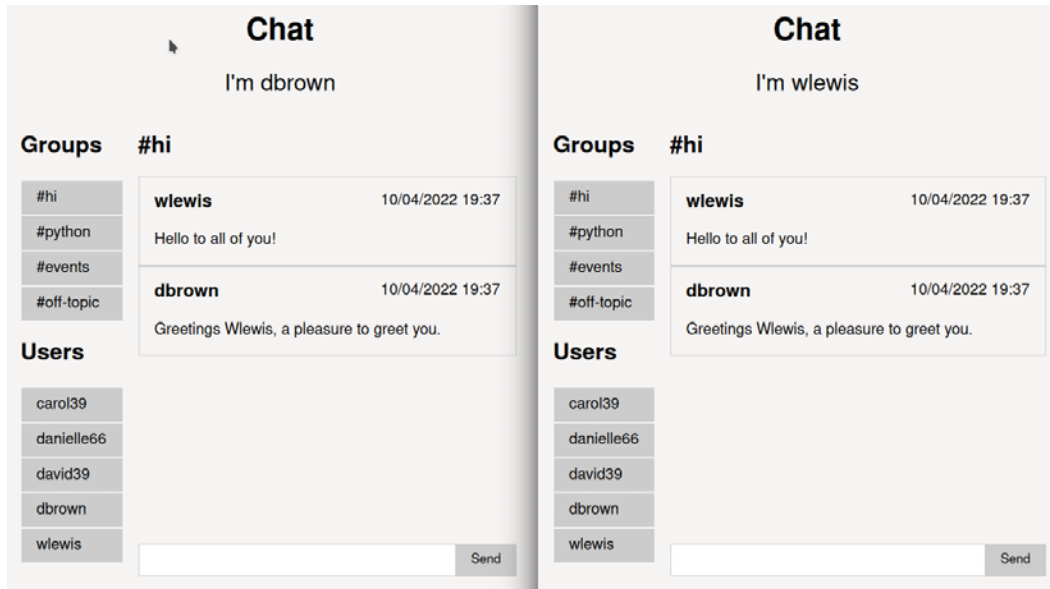 Chat
I'm dbrown
Groups
#hi
#python
#events
#off-topic
Users
carol39
danielle66
david39
dbrown
wlewis
#hi
wlewis 10/04/2022 19:37
Hello to all of you!
dbrown 10/04/2022 19:37
Greetings Wlewis, a pleasure to greet you.
Send
Chat
I'm wlewis
Groups
#hi
#python
#events
#off-topic
Users
carol39
danielle66
david39
dbrown
wlewis
#hi
wlewis 10/04/2022 19:37
Hello to all of you!
dbrown 10/04/2022 19:37
Greetings Wlewis, a pleasure to greet you.
Send